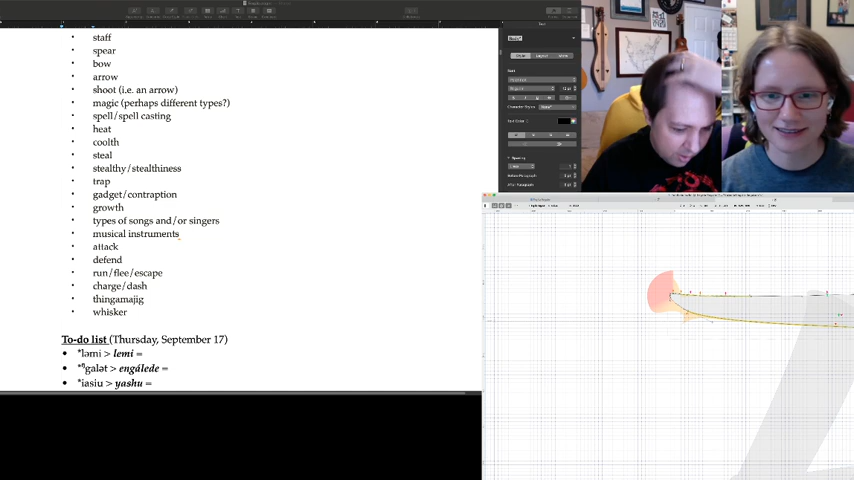 staff
spear
bow
arrow
shoot (i.e. an arrow)
magic (perhaps different types?)
spell/spell casting
heat
coolth
steal
stealthy/stealthiness
trap
gadget/contraption
growth
types of songs and/or singers
musical instruments
attack
defend
run/flee/escape
charge/dash
thingamajig
whisker
To-do list (Thursday, September 17)
*ləmi > lemi =
*ᵑgalət > engálede =
*iasiu > yashu =